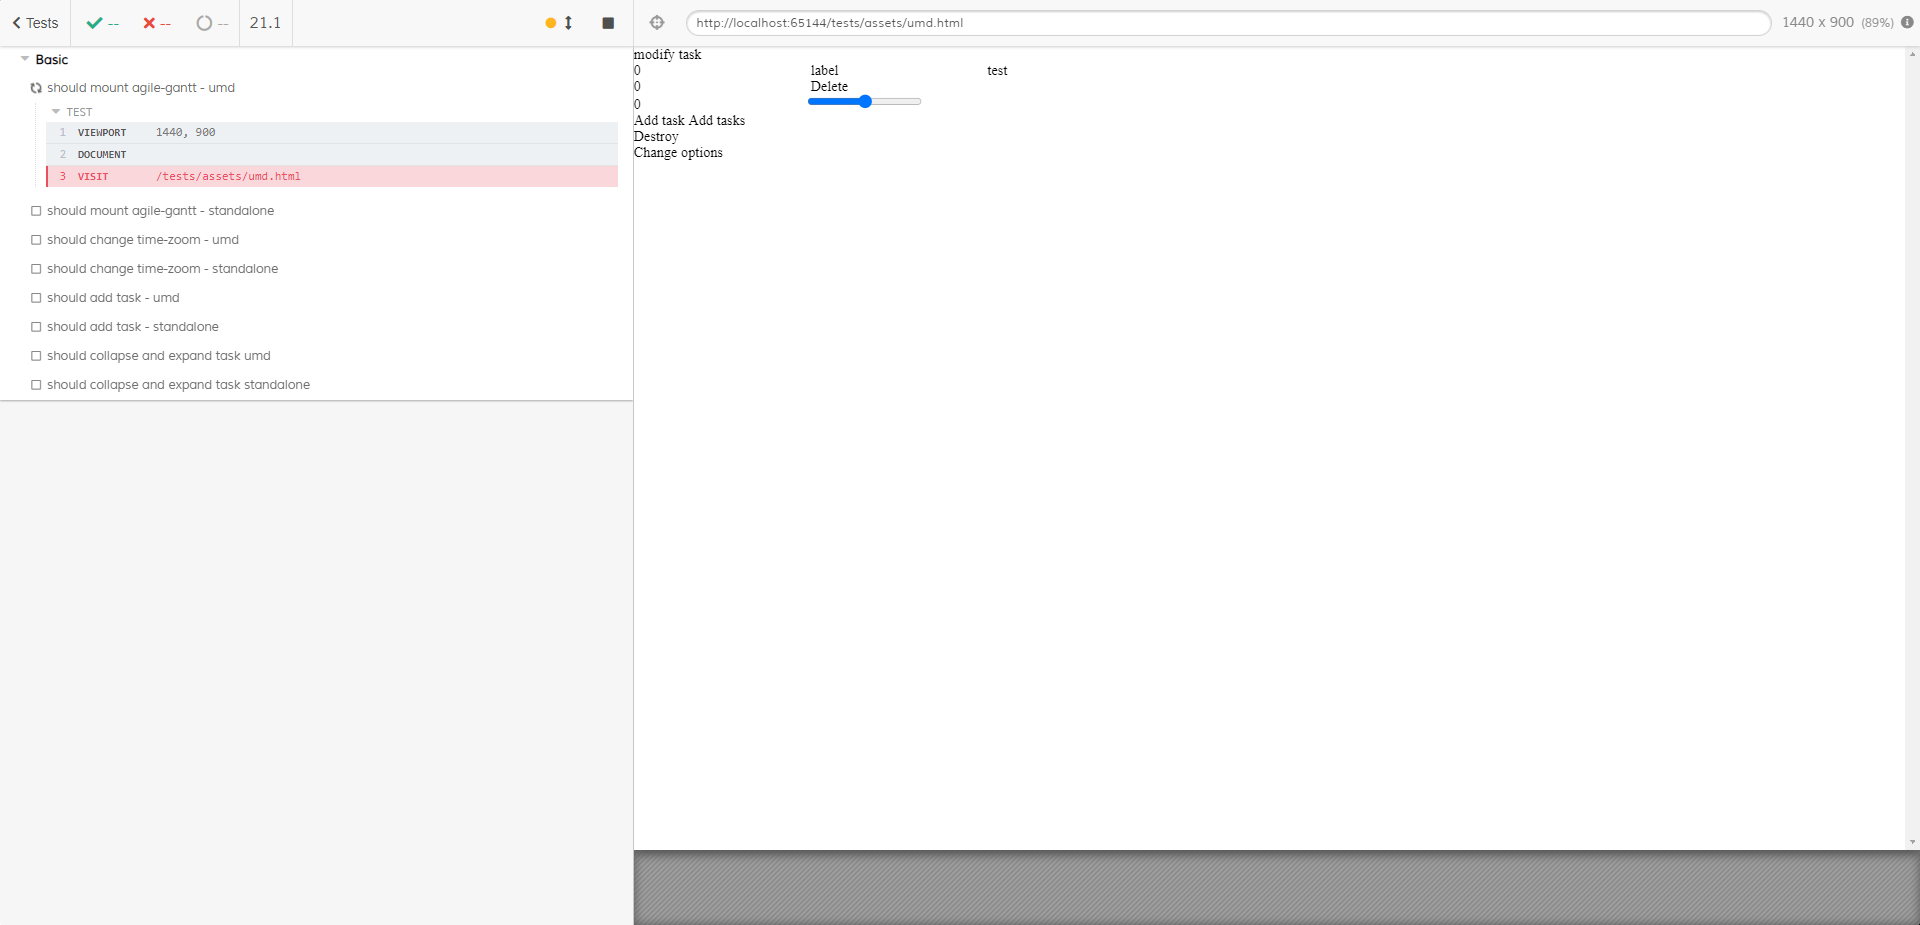 Tests -- -- -- 21.1
http://localhost:65144/tests/assets/umd.html 1440 x 900 (89%)
Basic
should mount agile-gantt - umd
TEST
1 VIEWPORT 1440, 900
2 DOCUMENT
3 VISIT /tests/assets/umd.html
should mount agile-gantt - standalone
should change time-zoom - umd
should change time-zoom - standalone
should add task - umd
should add task - standalone
should collapse and expand task umd
should collapse and expand task standalone
modify task
0 label test
0 Delete
0
Add task Add tasks
Destroy
Change options